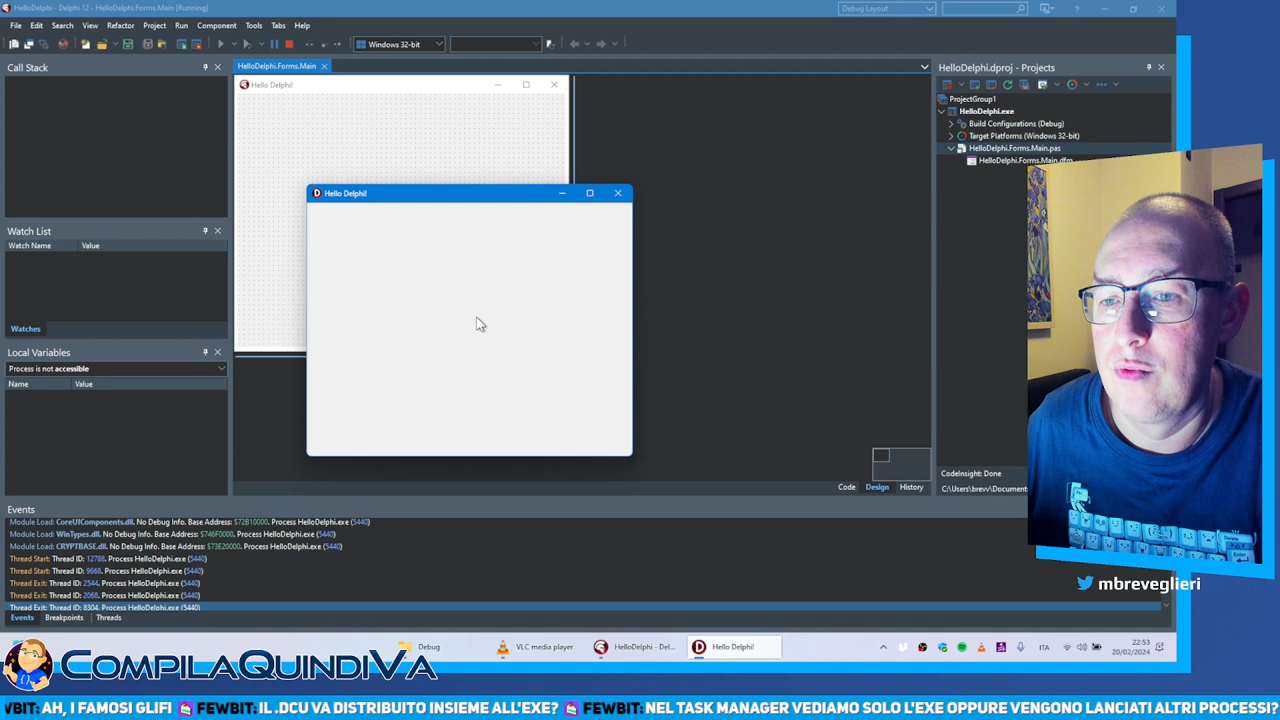 HelloDelphi - Delphi 12 - HelloDelphi.Forms.Main [Running]
Debug Layout
File Edit Search View Refactor Project Run Component Tools Tabs Help
Windows 32-bit
Call Stack
HelloDelphi.Forms.Main
HelloDelphi.dproj - Projects
Hello Delphi!
ProjectGroup1
HelloDelphi.exe
Build Configurations (Debug)
Target Platforms (Windows 32-bit)
HelloDelphi.Forms.Main.pas
HelloDelphi.Forms.Main.dfm
Hello Delphi!
Watch List
Watch Name Value
Watches
Local Variables
Process is not accessible
Name Value
CodeInsight: Done
Code Design History
C:\Users\brevv\Documents
Events
Module Load: CoreUIComponents.dll. No Debug Info. Base Address: $72B10000. Process HelloDelphi.exe (5440)
Module Load: WinTypes.dll. No Debug Info. Base Address: $746F0000. Process HelloDelphi.exe (5440)
Module Load: CRYPTBASE.dll. No Debug Info. Base Address: $73E20000. Process HelloDelphi.exe (5440)
Thread Start: Thread ID: 12788. Process HelloDelphi.exe (5440)
Thread Start: Thread ID: 9668. Process HelloDelphi.exe (5440)
Thread Exit: Thread ID: 2544. Process HelloDelphi.exe (5440)
Thread Exit: Thread ID: 2068. Process HelloDelphi.exe (5440)
Thread Exit: Thread ID: 8304. Process HelloDelphi.exe (5440)
Events Breakpoints Threads
Delete
Enter
mbreveglieri
Debug
VLC media player
HelloDelphi - Del...
Hello Delphi!
ITA
22:53
20/02/2024
COMPILAQUINDIVA
WBIT: AH, I FAMOSI GLIFI FEWBIT: IL .DCU VA DISTRIBUITO INSIEME ALL'EXE? FEWBIT: NEL TASK MANAGER VEDIAMO SOLO L'EXE OPPURE VENGONO LANCIATI ALTRI PROCESSI?